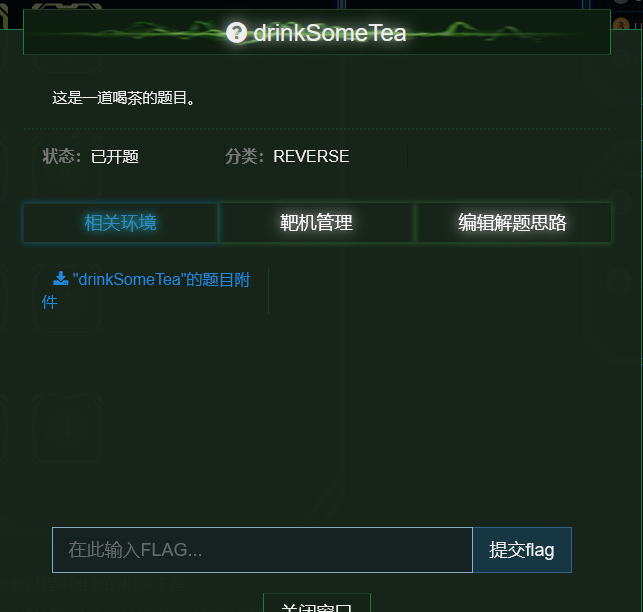 drinkSomeTea
这是一道喝茶的题目。
状态：已开题 分类：REVERSE
相关环境 靶机管理 编辑解题思路
"drinkSomeTea"的题目附
件
在此输入FLAG... 提交flag
关闭窗口